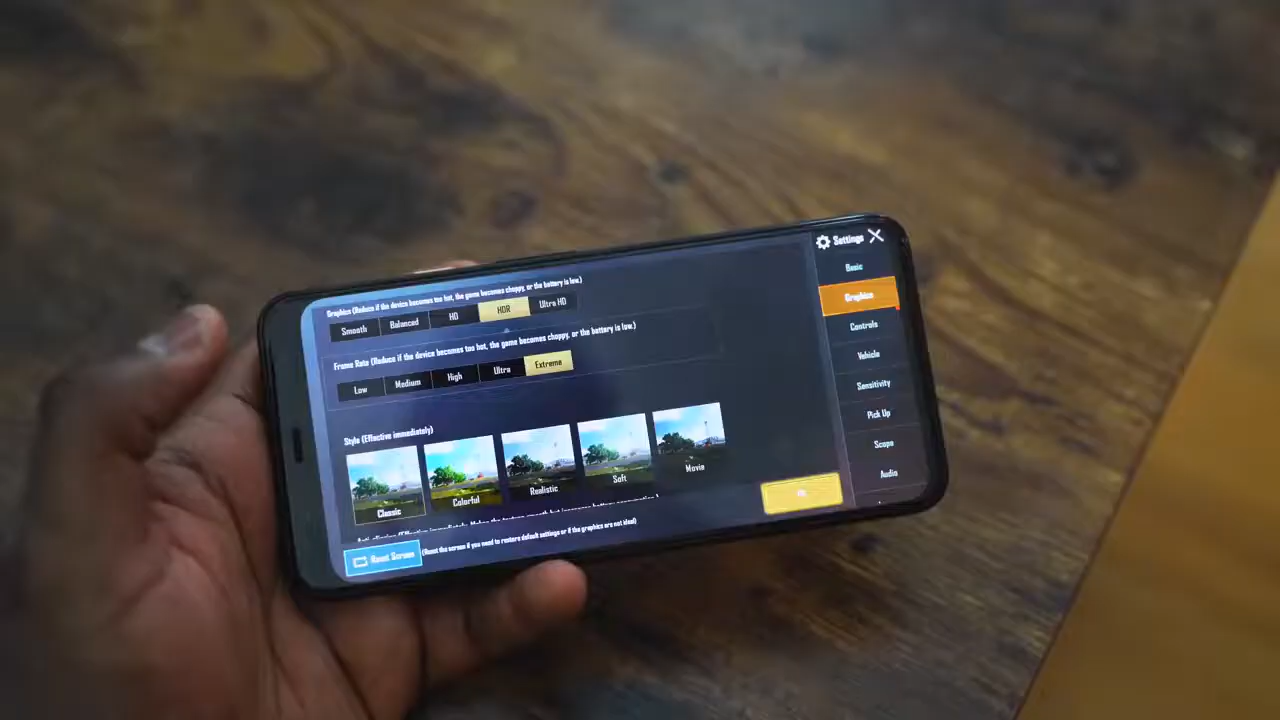 Graphics (Reduce if the device becomes too hot, the game becomes choppy, or the battery is low.)
Smooth Balanced HD HDR Ultra HD
Frame Rate (Reduce if the device becomes too hot, the game becomes choppy, or the battery is low.)
Low Medium High Ultra Extreme
Style (Effective immediately)
Classic Colorful Realistic Soft Movie
Reset Screen (Reset the screen if you need to restore default settings or if the graphics are not ideal)
Settings
Basic
Graphics
Controls
Vehicle
Sensitivity
Pick Up
Scope
Audio